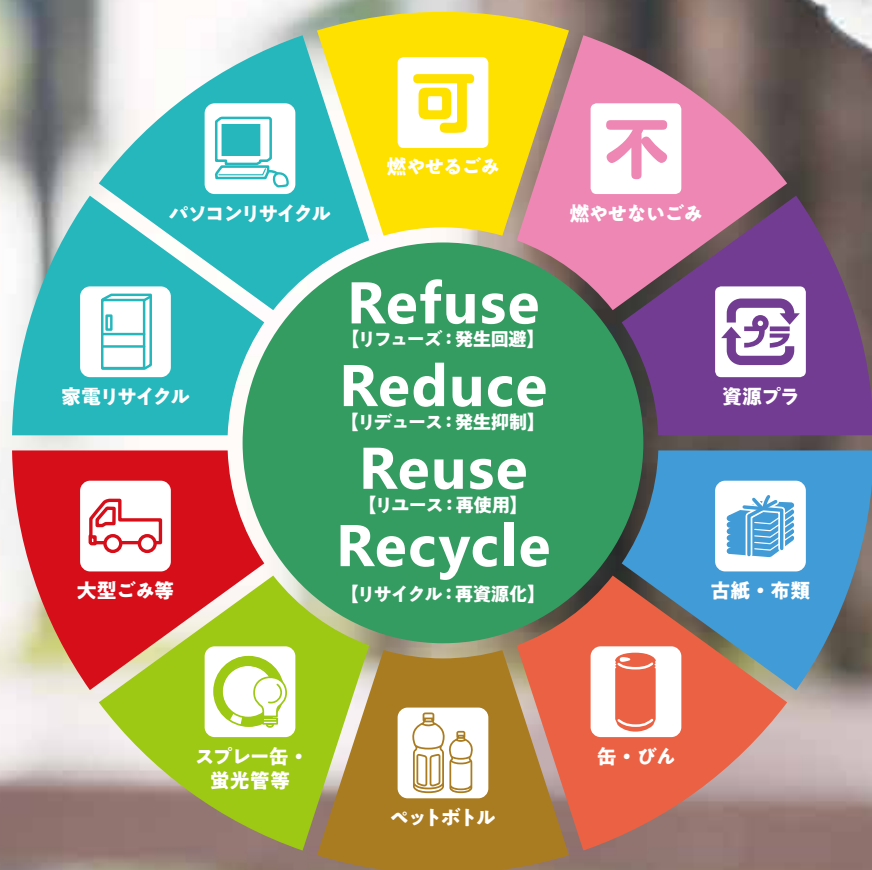 可
燃やせるごみ
不
燃やせないごみ
プラ
資源プラ
古紙・布類
缶・びん
ペットボトル
スプレー缶・
蛍光管等
大型ごみ等
家電リサイクル
パソコンリサイクル
Refuse
【リフューズ：発生回避】
Reduce
【リデュース：発生抑制】
Reuse
【リユース：再使用】
Recycle
【リサイクル：再資源化】